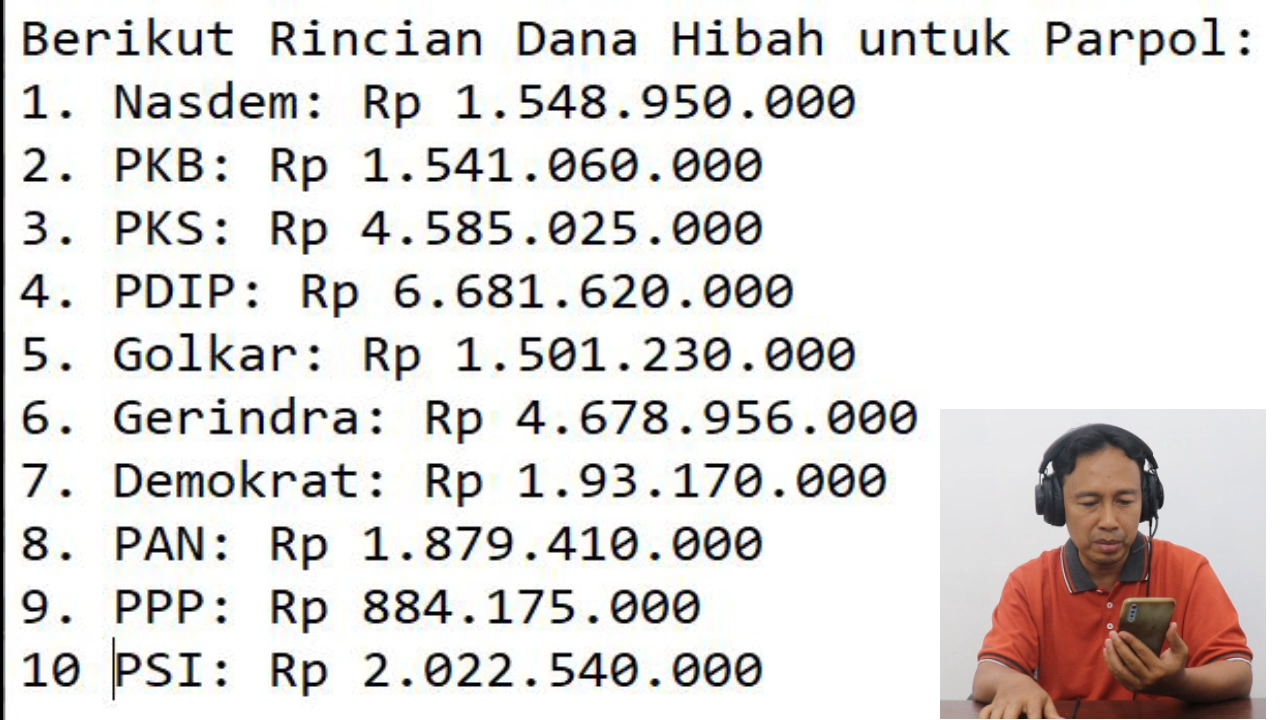 Berikut Rincian Dana Hibah untuk Parpol:
1. Nasdem: Rp 1.548.950.000
2. PKB: Rp 1.541.060.000
3. PKS: Rp 4.585.025.000
4. PDIP: Rp 6.681.620.000
5. Golkar: Rp 1.501.230.000
6. Gerindra: Rp 4.678.956.000
7. Demokrat: Rp 1.93.170.000
8. PAN: Rp 1.879.410.000
9. PPP: Rp 884.175.000
10 PSI: Rp 2.022.540.000